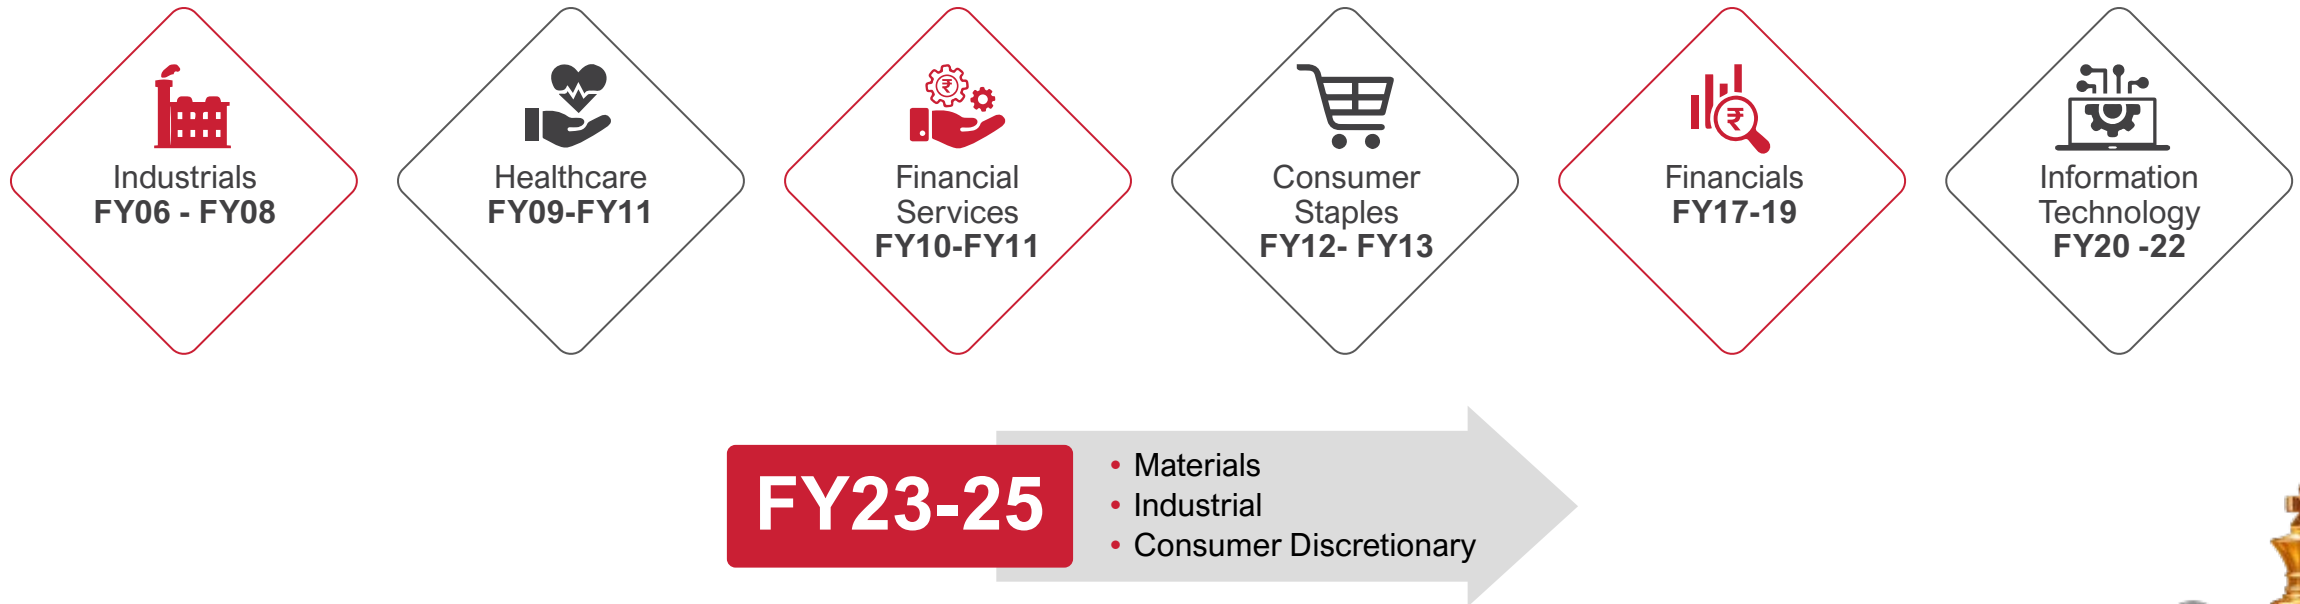 Industrials
FY06 - FY08
Healthcare
FY09-FY11
₹
Financial
Services
FY10-FY11
Consumer
Staples
FY12- FY13
₹
Financials
FY17-19
Information
Technology
FY20 -22
FY23-25
• Materials
• Industrial
• Consumer Discretionary